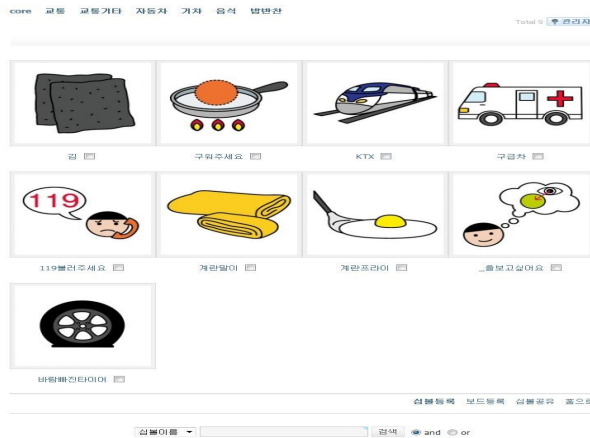 core 교통 교통기타 자동차 기차 음식 밥반찬
Total 9 관리자
김 구워주세요 KTX 구급차
119
119불러주세요 계란말이 계란프라이 _을보고싶어요
바람빠진타이어
심볼등록 보드등록 심볼공유 홈으로
심볼이름 검색 and or